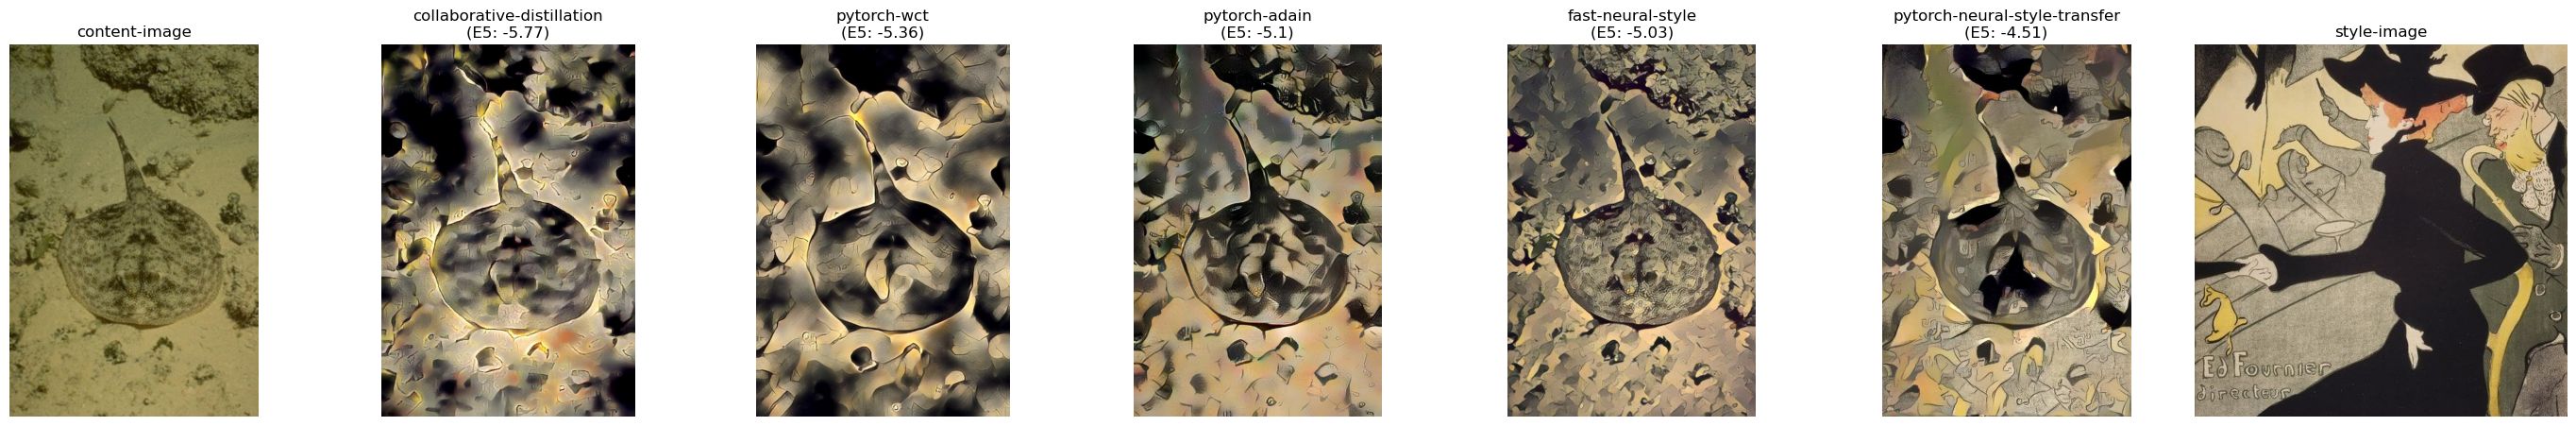 content-image
collaborative-distillation
(E5: -5.77)
pytorch-wct
(E5: -5.36)
pytorch-adain
(E5: -5.1)
fast-neural-style
(E5: -5.03)
pytorch-neural-style-transfer
(E5: -4.51)
style-image
Ed Fournier
directeur